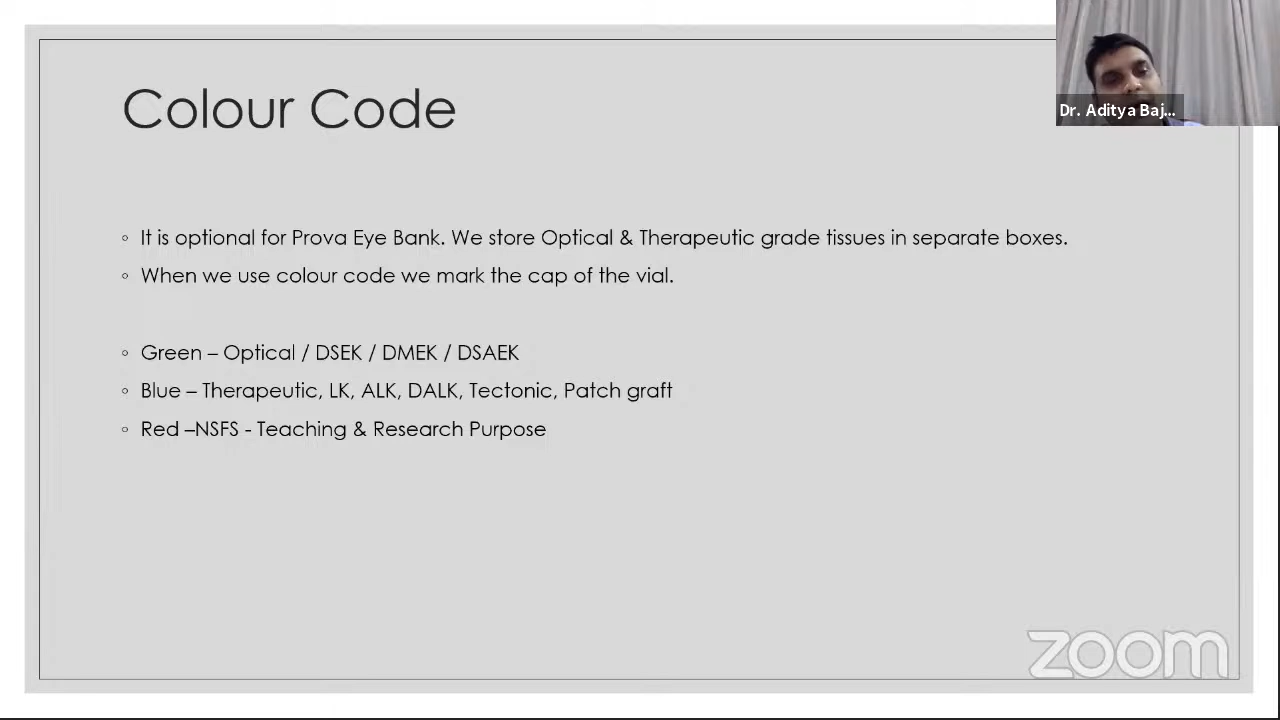 Colour Code
Dr. Aditya Baj...
◦ It is optional for Prova Eye Bank. We store Optical & Therapeutic grade tissues in separate boxes.
◦ When we use colour code we mark the cap of the vial.
◦ Green – Optical / DSEK / DMEK / DSAEK
◦ Blue – Therapeutic, LK, ALK, DALK, Tectonic, Patch graft
◦ Red –NSFS - Teaching & Research Purpose
zoom